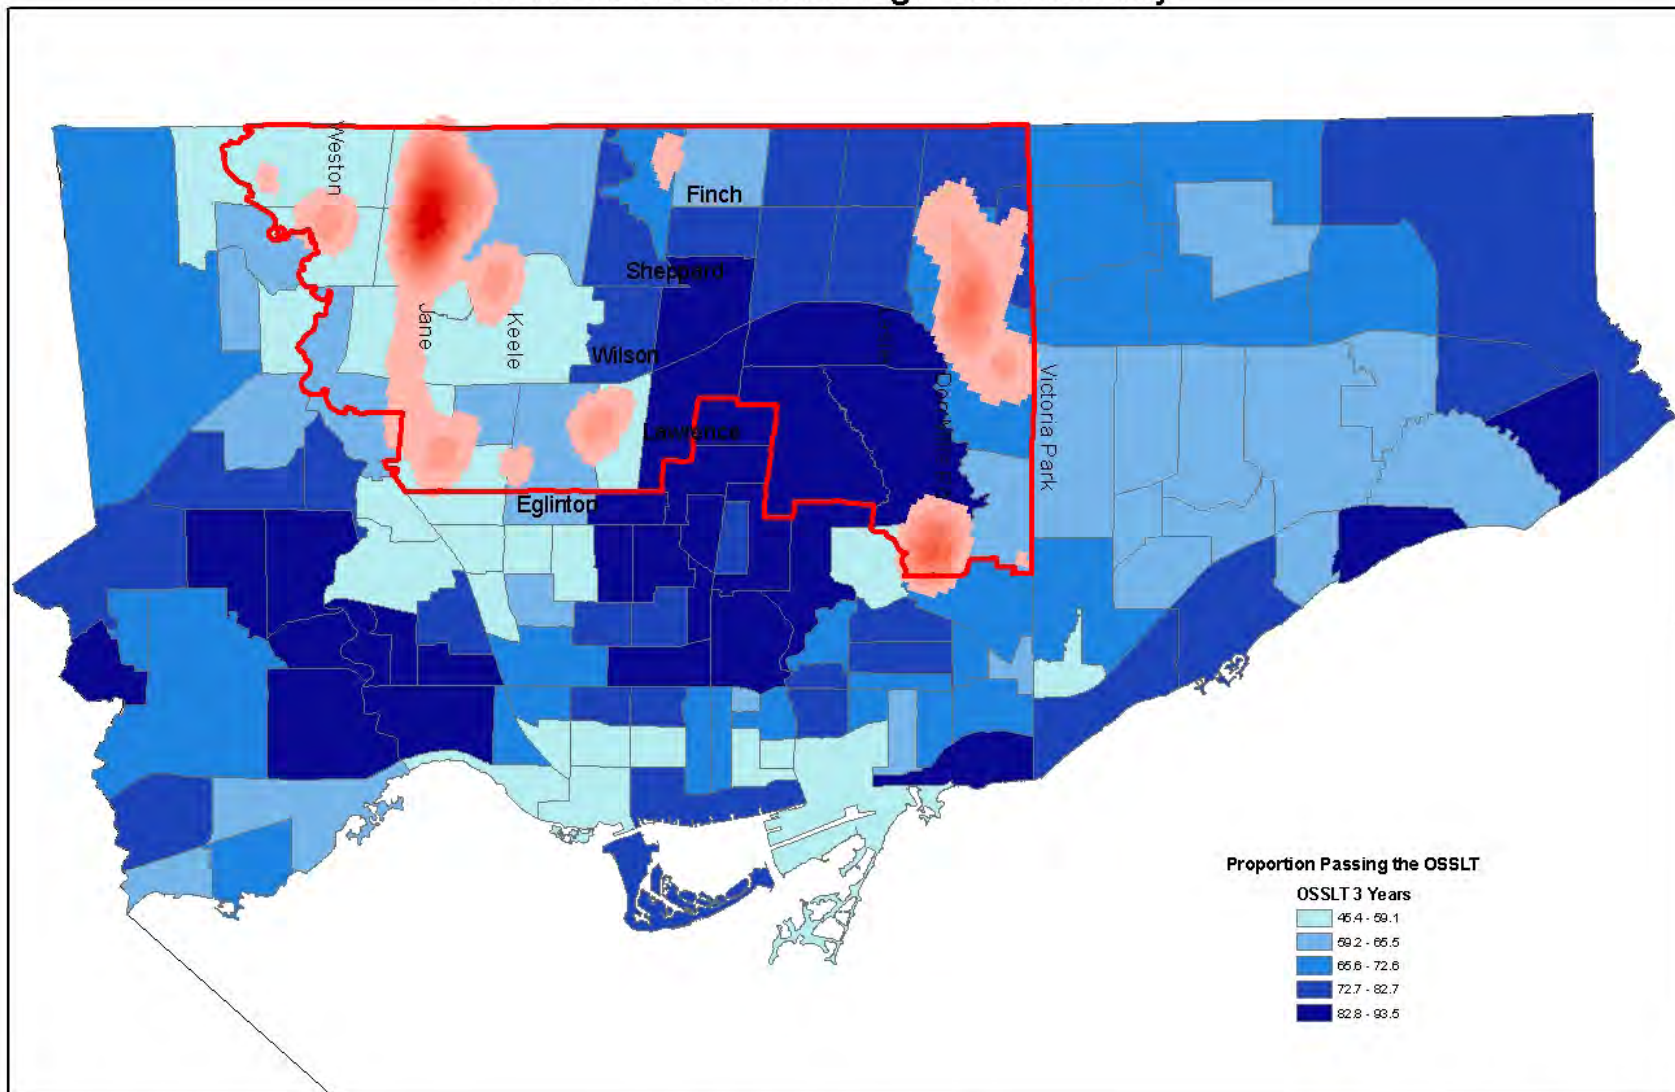 Weston
Finch
Sheppard
Jane
Keele
Wilson
Victoria Park
Lawrence
Eglinton
Proportion Passing the OSSLT
OSSLT 3 Years
45.4 - 59.1
59.2 - 65.5
65.6 - 72.6
72.7 - 82.7
82.8 - 93.5